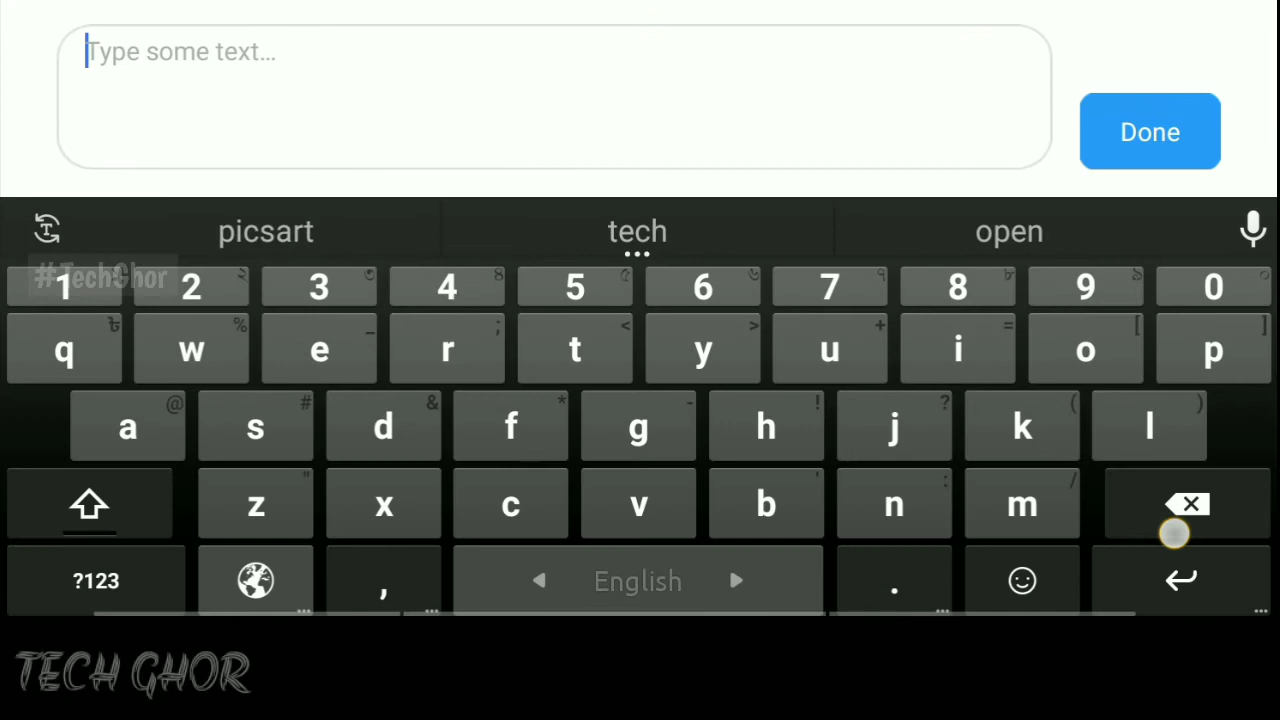 Type some text...
Done
picsart tech open
#TechGhor
1 2 3 4 5 6 7 8 9 0
q w % e _ r ; t < y > u + i = o [ p ]
a @ s # d & f * g - h ! j ? k ( l )
z " x c v b ' n : m /
?123 , English .
TECH GHOR